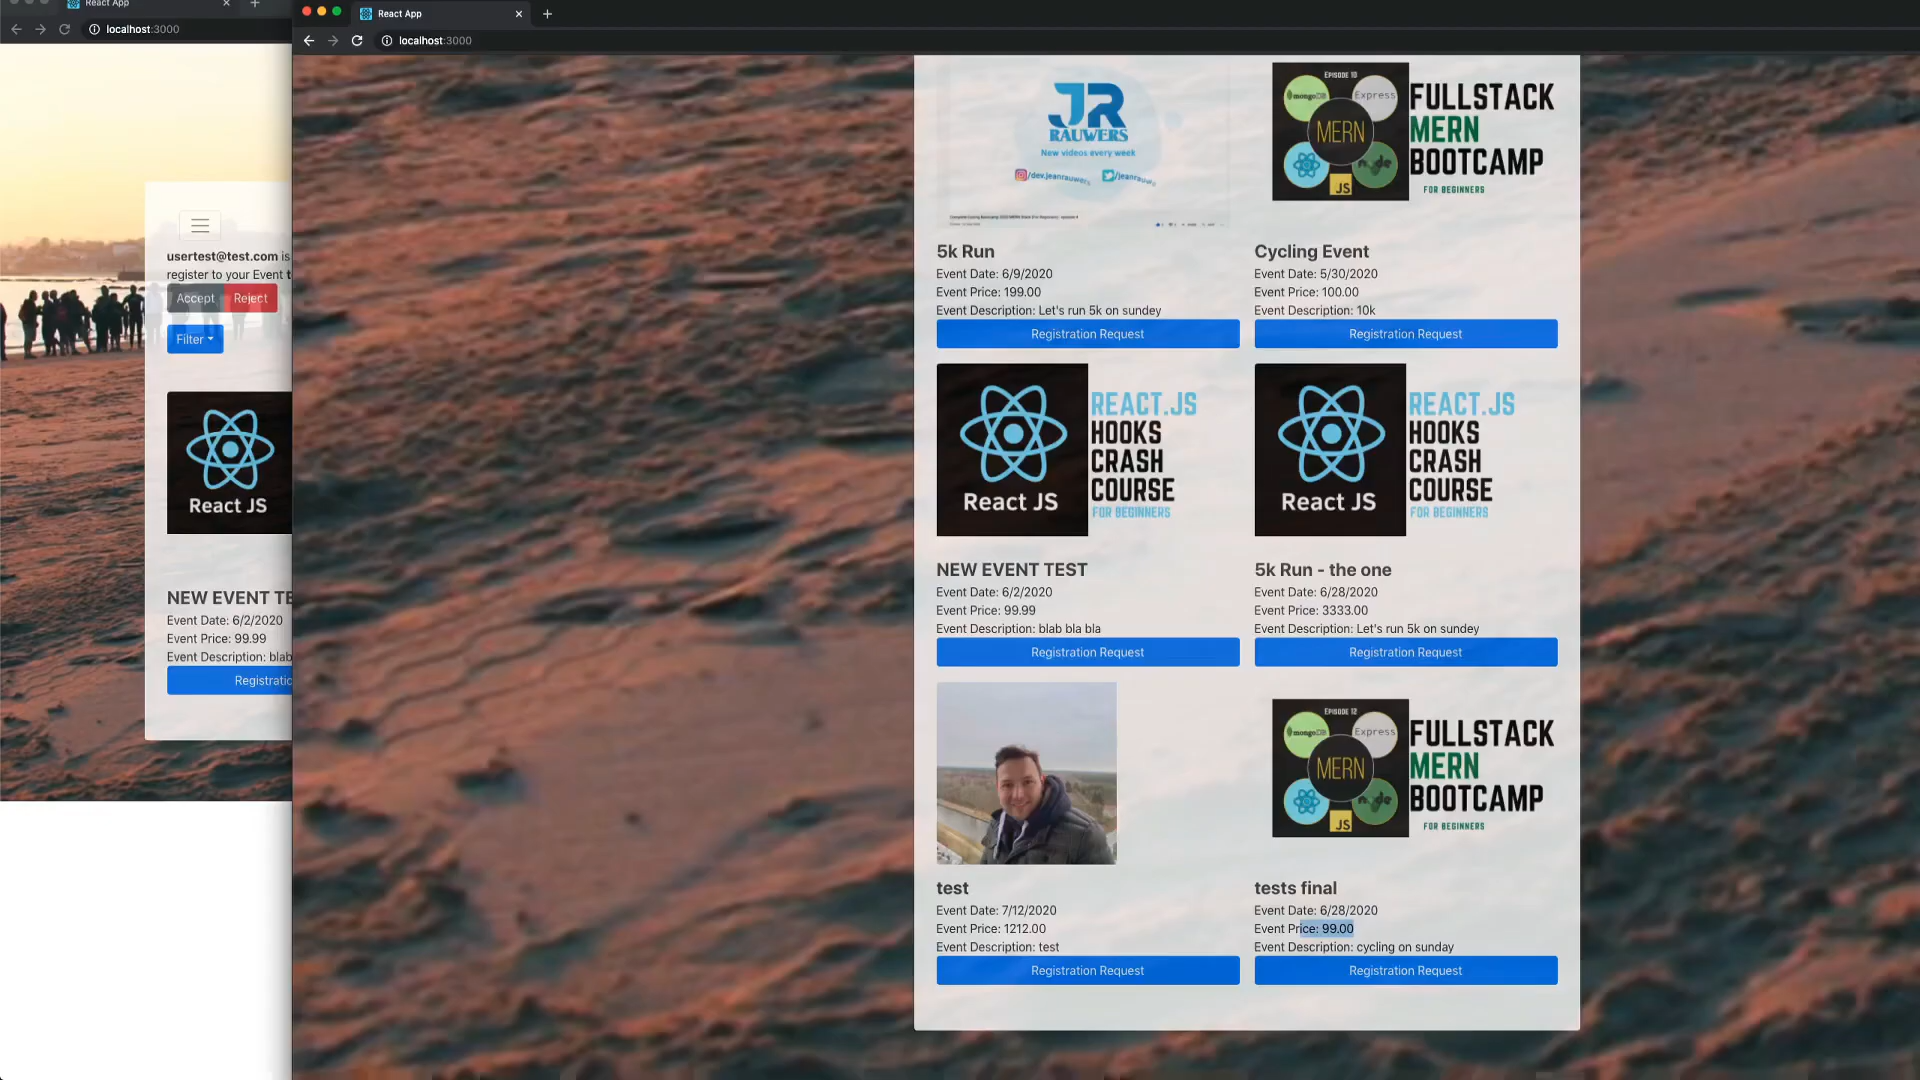 React App
localhost:3000
usertest@test.com is
register to your Event
Accept Reject
Filter
React JS
NEW EVENT TE
Event Date: 6/2/2020
Event Price: 99.99
Event Description: blab
Registratio
React App
localhost:3000
JR
RAUWERS
New videos every week
/dev.jeanrauwers /jeanrauwers
5k Run
Event Date: 6/9/2020
Event Price: 199.00
Event Description: Let's run 5k on sundey
Registration Request
EPISODE 10
mongoDB Express
MERN
node
JS
FULLSTACK
MERN
BOOTCAMP
FOR BEGINNERS
Cycling Event
Event Date: 5/30/2020
Event Price: 100.00
Event Description: 10k
Registration Request
React JS
REACT.JS
HOOKS
CRASH
COURSE
FOR BEGINNERS
NEW EVENT TEST
Event Date: 6/2/2020
Event Price: 99.99
Event Description: blab bla bla
Registration Request
React JS
REACT.JS
HOOKS
CRASH
COURSE
FOR BEGINNERS
5k Run - the one
Event Date: 6/28/2020
Event Price: 3333.00
Event Description: Let's run 5k on sundey
Registration Request
test
Event Date: 7/12/2020
Event Price: 1212.00
Event Description: test
Registration Request
EPISODE 12
mongoDB Express
MERN
node
JS
FULLSTACK
MERN
BOOTCAMP
FOR BEGINNERS
tests final
Event Date: 6/28/2020
Event Price: 99.00
Event Description: cycling on sunday
Registration Request